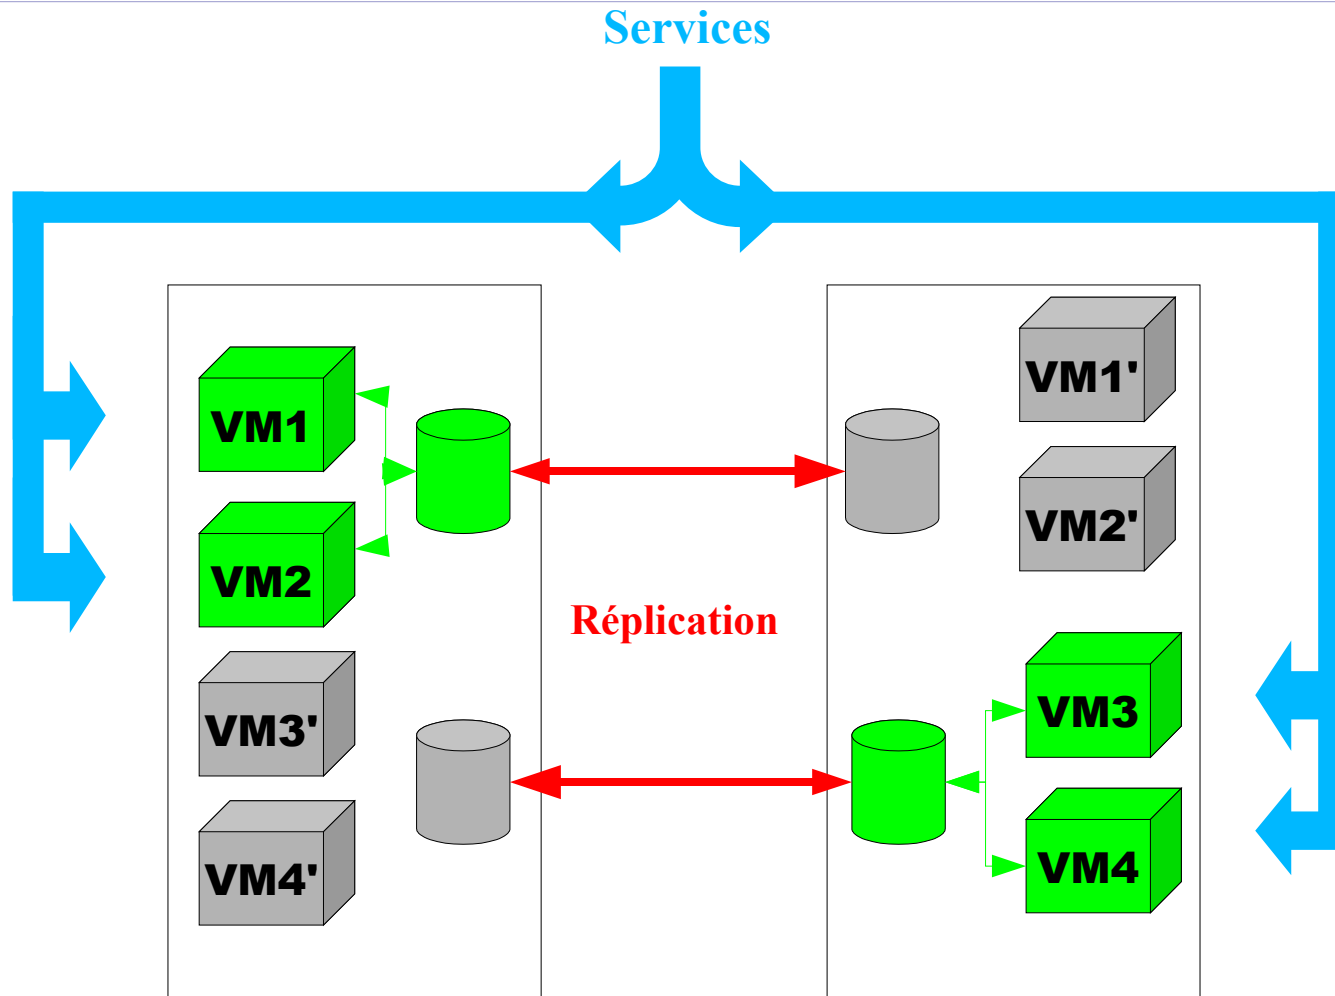 Services
VM1
VM2
VM3'
VM4'
Réplication
VM1'
VM2'
VM3
VM4